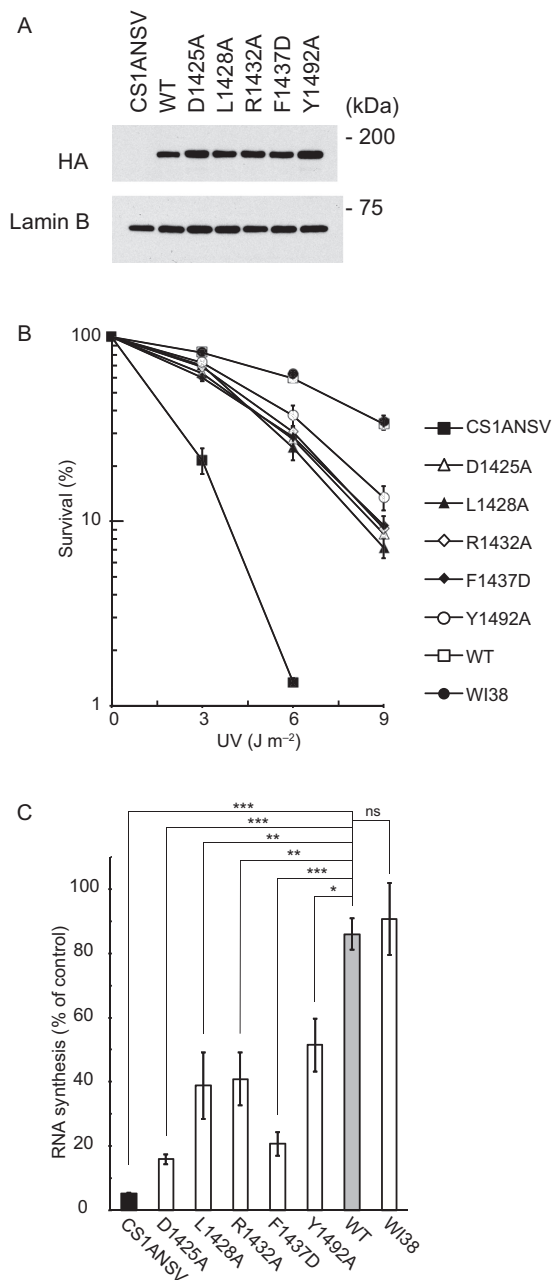 A
CS1ANSV
WT
D1425A
L1428A
R1432A
F1437D
Y1492A
(kDa)
HA
- 200
Lamin B
- 75
B
Survival (%)
100
10
1
0
3
6
9
UV (J m⁻²)
CS1ANSV
D1425A
L1428A
R1432A
F1437D
Y1492A
WT
WI38
C
***
***
**
**
***
*
ns
RNA synthesis (% of control)
100
80
60
40
20
0
CS1ANSV
D1425A
L1428A
R1432A
F1437D
Y1492A
WT
WI38